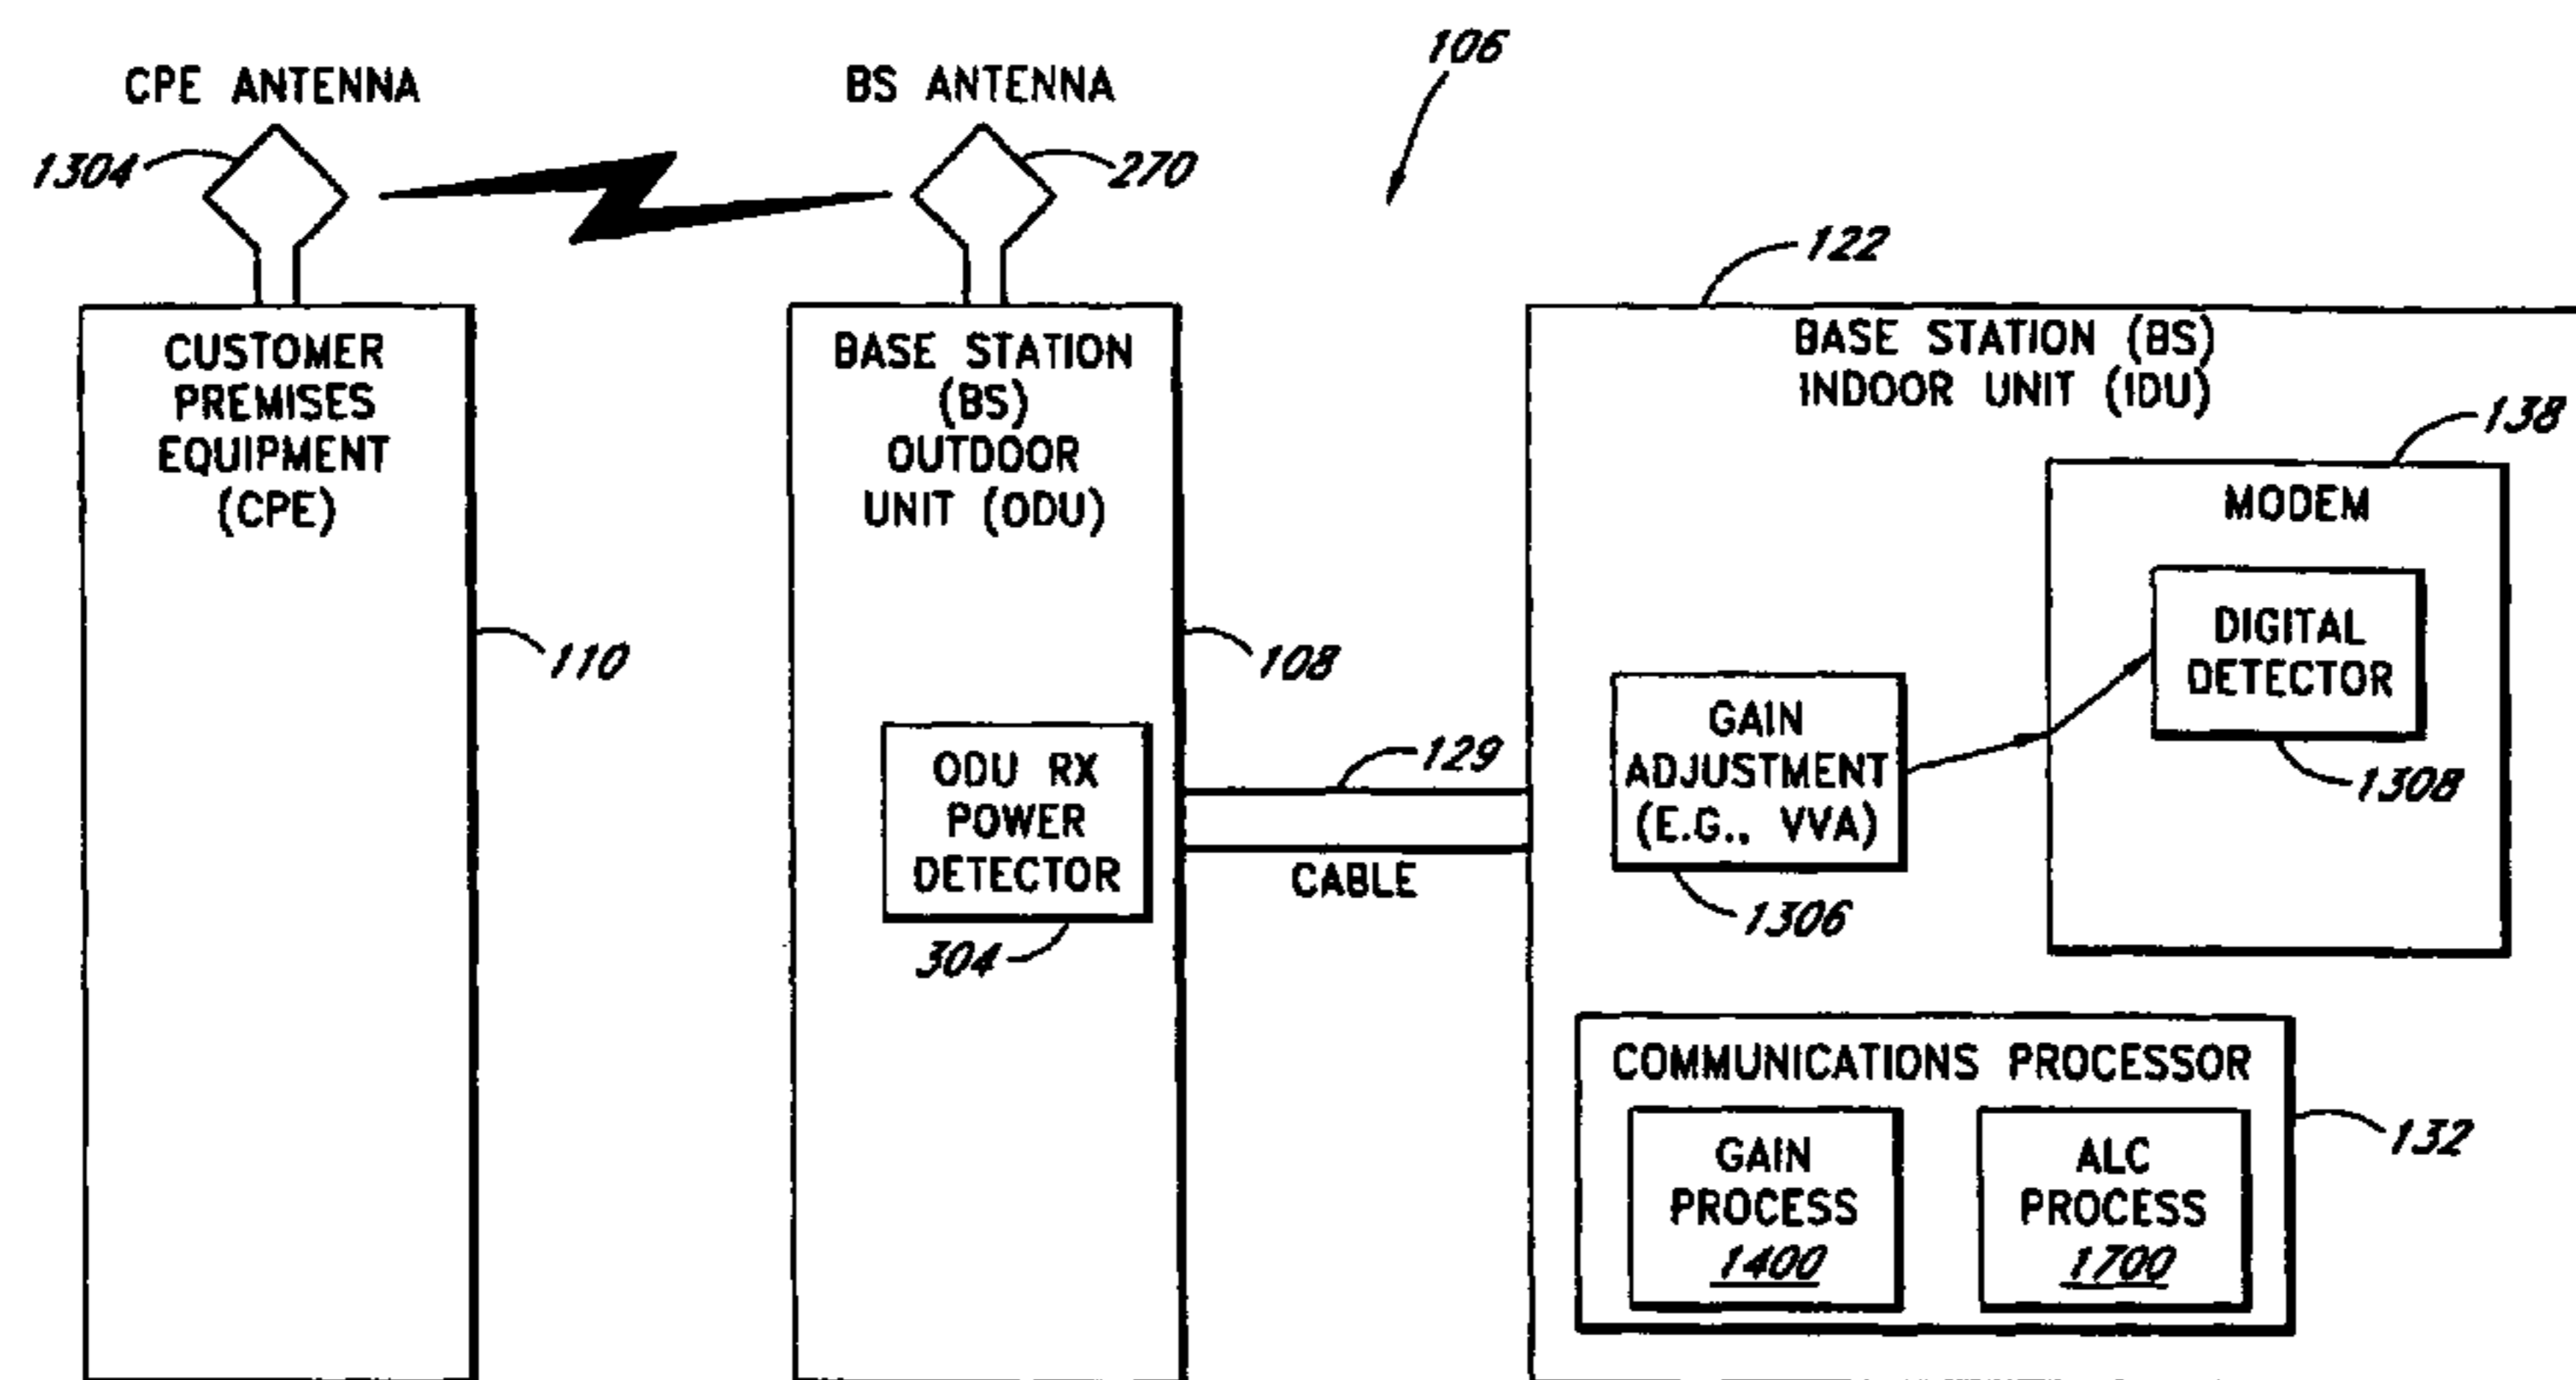 106
CPE ANTENNA
1304
BS ANTENNA
270
CUSTOMER
PREMISES
EQUIPMENT
(CPE)
110
BASE STATION
(BS)
OUTDOOR
UNIT (ODU)
108
ODU RX
POWER
DETECTOR
304
129
CABLE
122
BASE STATION (BS)
INDOOR UNIT (IDU)
138
MODEM
DIGITAL
DETECTOR
1308
GAIN
ADJUSTMENT
(E.G., VVA)
1306
COMMUNICATIONS PROCESSOR
132
GAIN
PROCESS
1400
ALC
PROCESS
1700